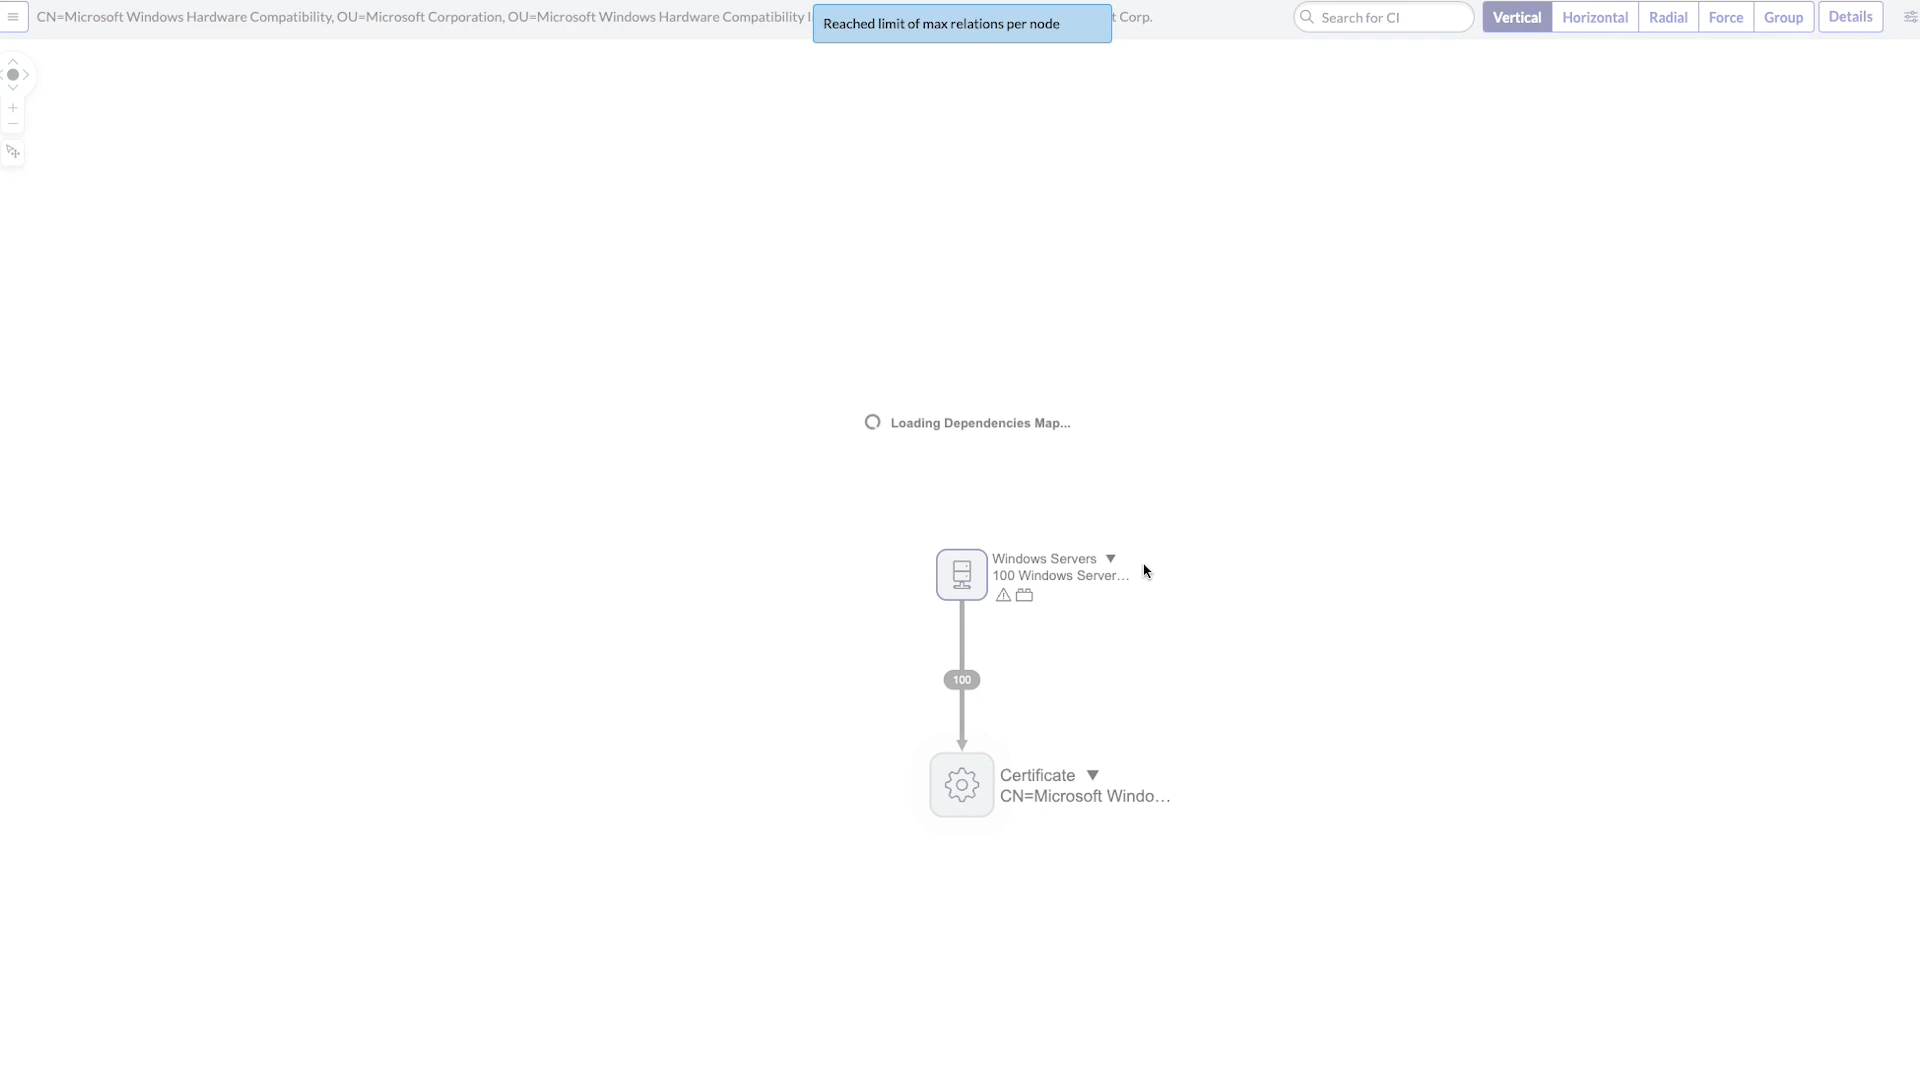 CN=Microsoft Windows Hardware Compatibility, OU=Microsoft Corporation, OU=Microsoft Windows Hardware Compatibility
Reached limit of max relations per node
t Corp.
Search for CI
Vertical
Horizontal
Radial
Force
Group
Details
Loading Dependencies Map...
Windows Servers
100 Windows Server...
100
Certificate
CN=Microsoft Windo...